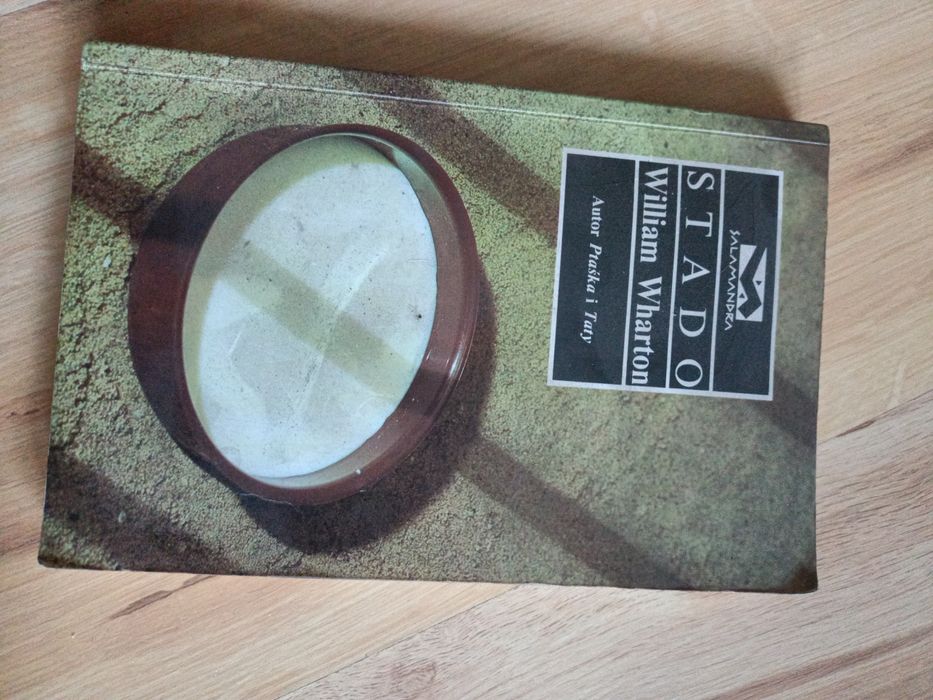 SALAMANDRA
STADO
William Wharton
Autor Ptaśka i Taty